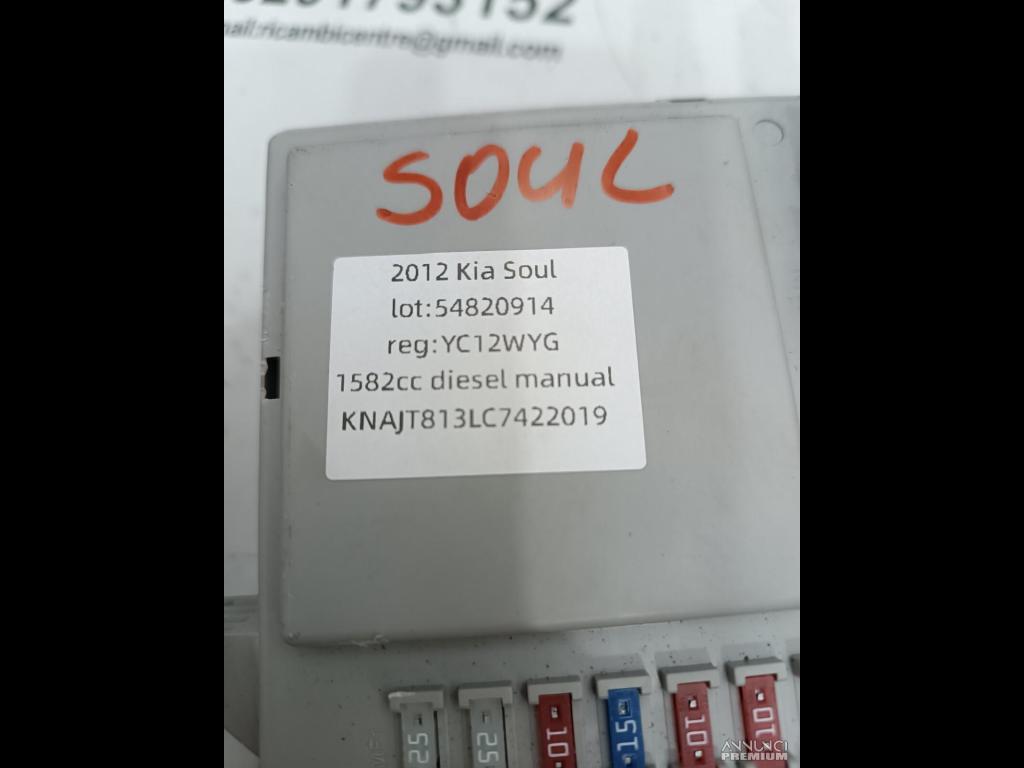 ricambicentre@gmail.com
SOUL
2012 Kia Soul
lot:54820914
reg:YC12WYG
1582cc diesel manual
KNAJT813LC7422019
25
25
10
15
10
10
ANNUNCI
PREMIUM